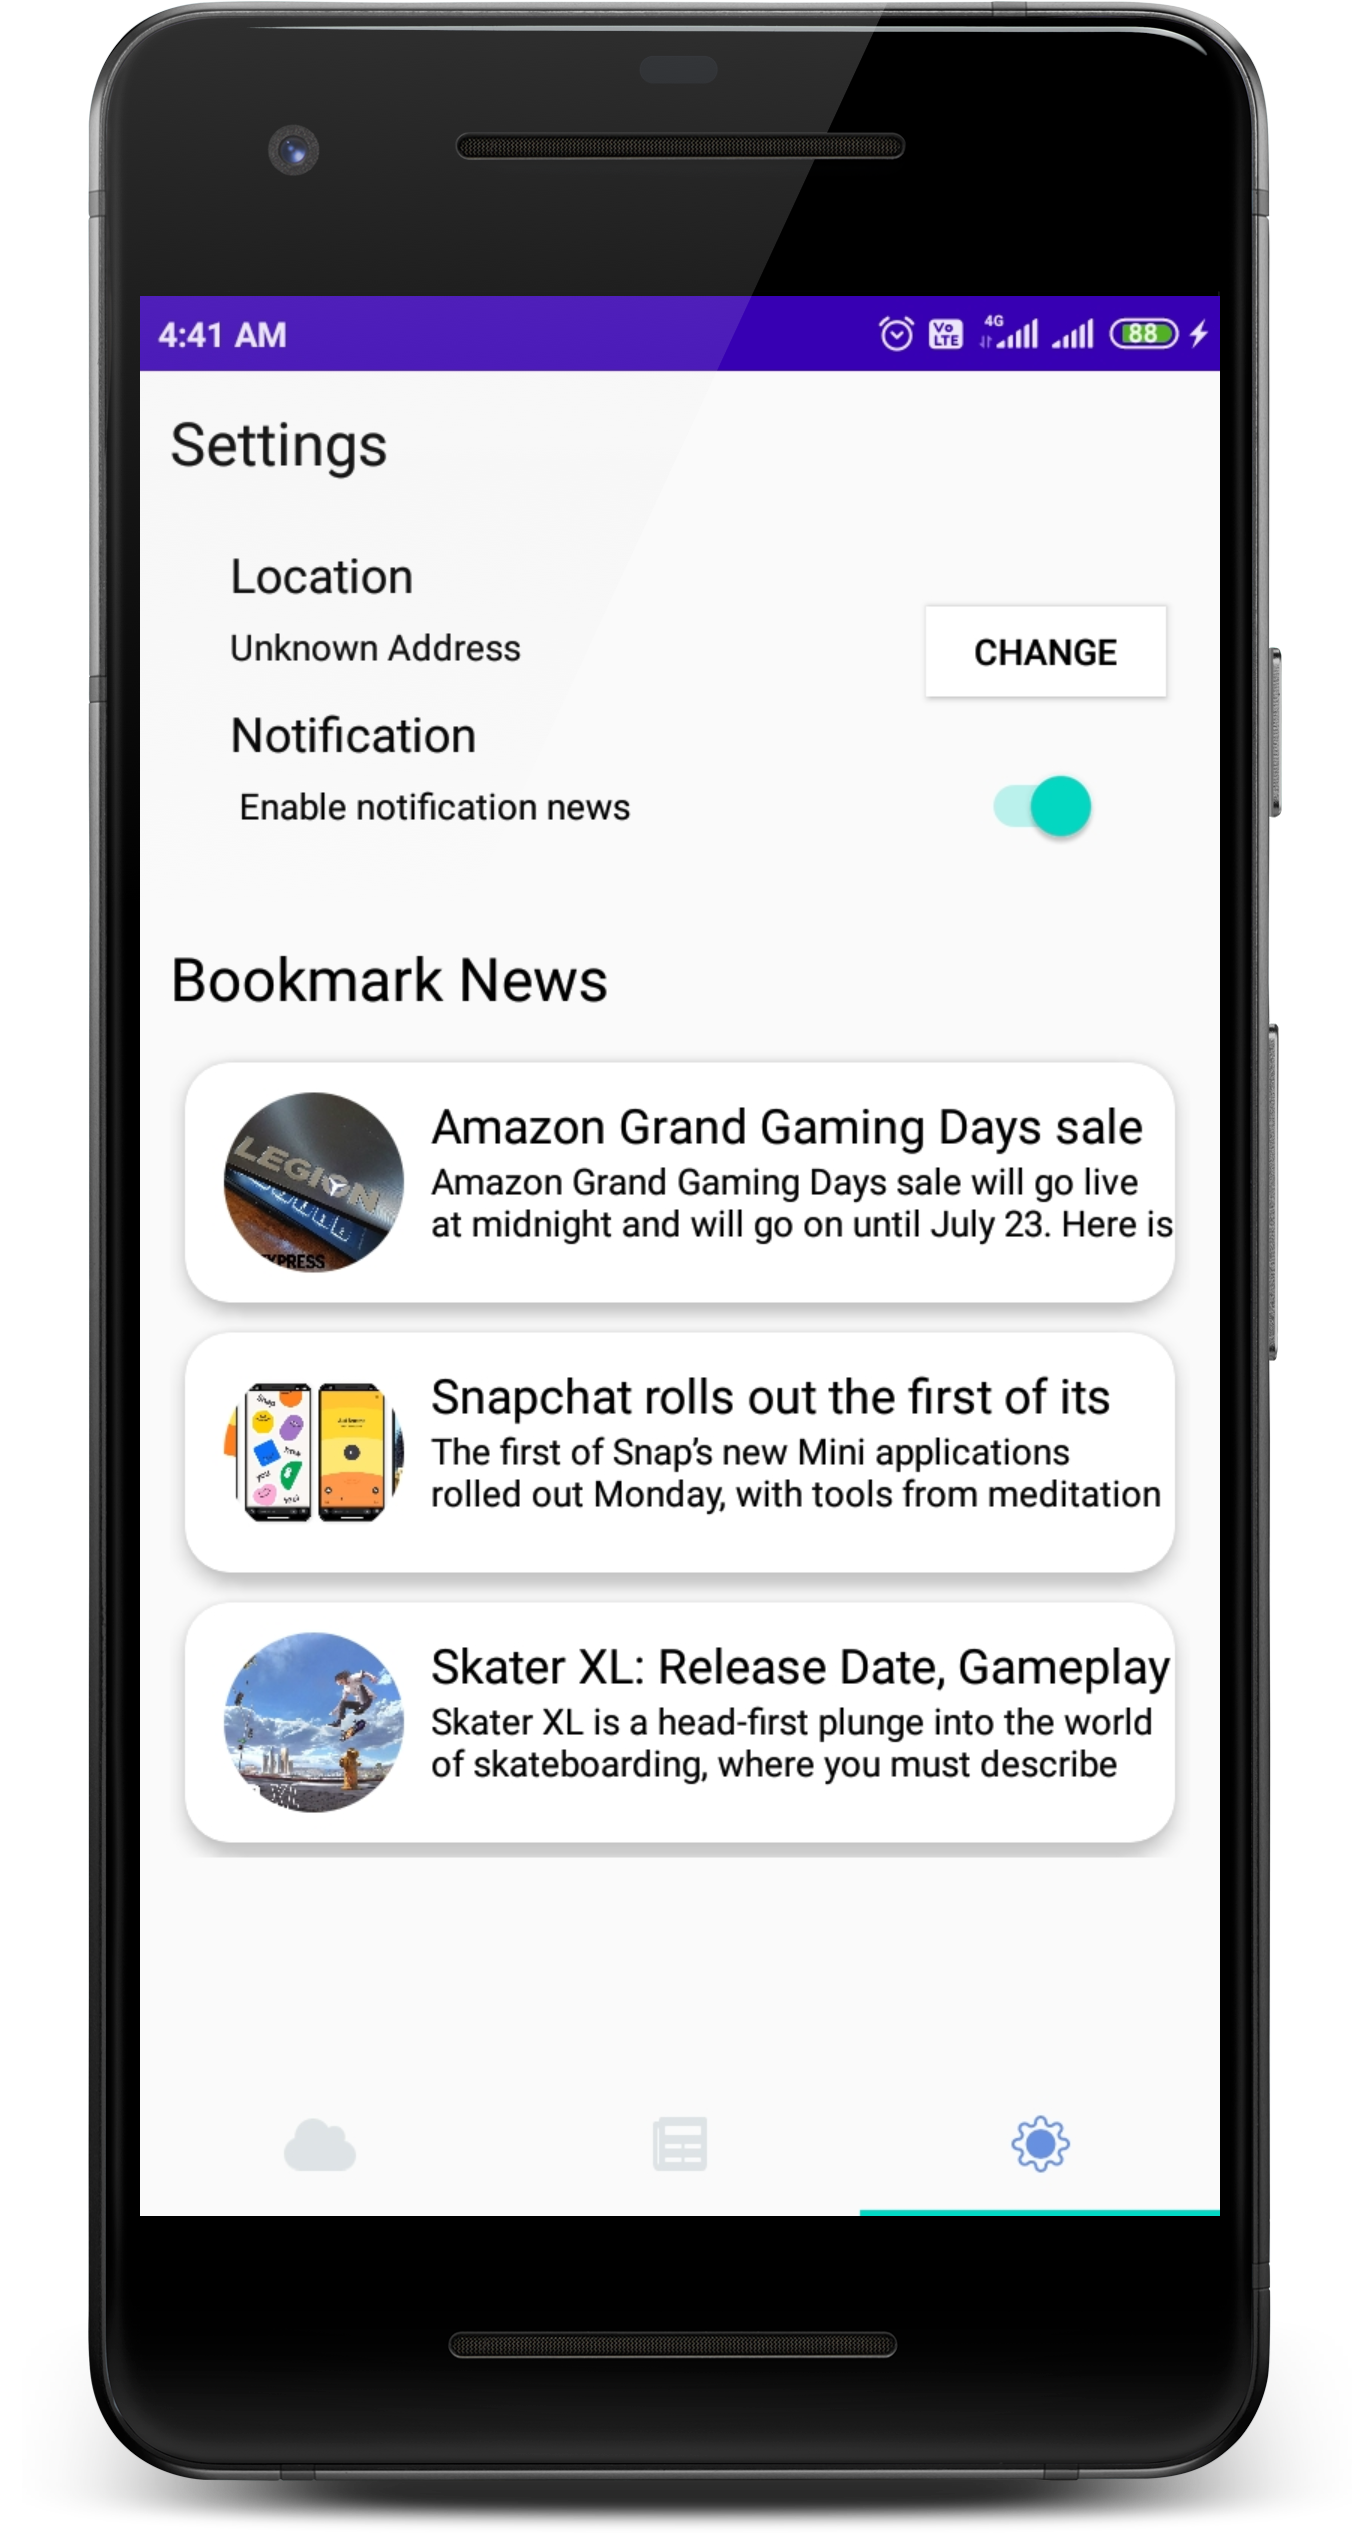 4:41 AM
Vo
LTE
4G
88
Settings
Location
Unknown Address
CHANGE
Notification
Enable notification news
Bookmark News
LEGION
XPRESS
Amazon Grand Gaming Days sale
Amazon Grand Gaming Days sale will go live
at midnight and will go on until July 23. Here is
Snapchat rolls out the first of its
The first of Snap’s new Mini applications
rolled out Monday, with tools from meditation
Skater XL: Release Date, Gameplay
Skater XL is a head-first plunge into the world
of skateboarding, where you must describe
XL